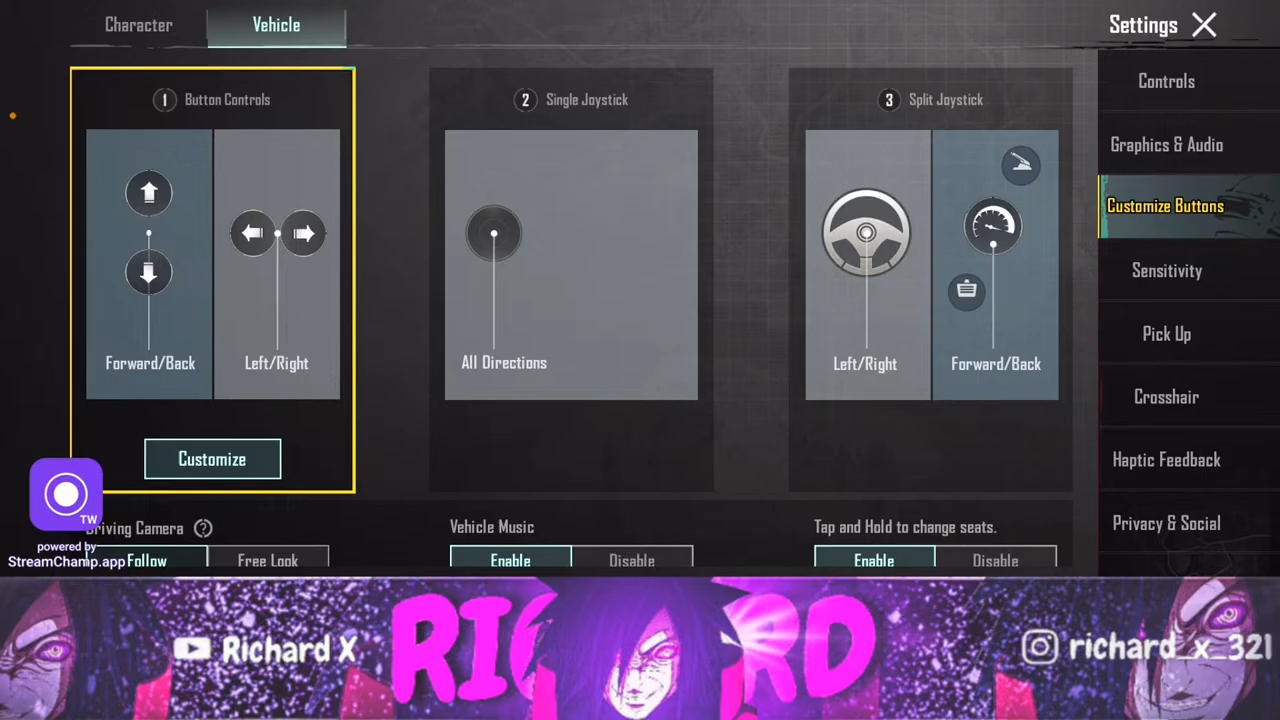 Character
Vehicle
Settings
1 Button Controls
Forward/Back
Left/Right
Customize
2 Single Joystick
All Directions
3 Split Joystick
Left/Right
Forward/Back
Controls
Graphics & Audio
Customize Buttons
Sensitivity
Pick Up
Crosshair
Haptic Feedback
Privacy & Social
Driving Camera ?
Follow
Free Look
Vehicle Music
Enable
Disable
Tap and Hold to change seats.
Enable
Disable
TW
powered by
StreamChamp.app
Richard X
richard_x_321